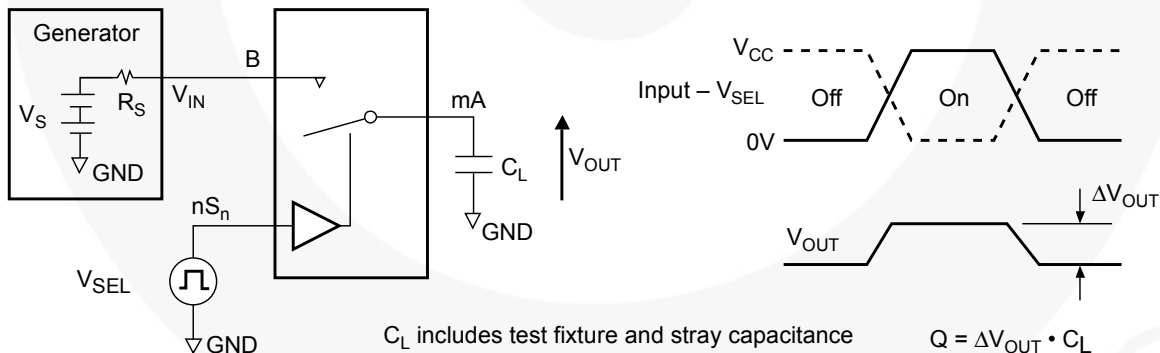 Generator
V_S
R_S
GND
V_IN
B
mA
C_L
GND
V_OUT
nS_n
V_SEL
GND
C_L includes test fixture and stray capacitance
V_CC
Input – V_SEL
Off
On
Off
0V
V_OUT
ΔV_OUT
Q = ΔV_OUT • C_L